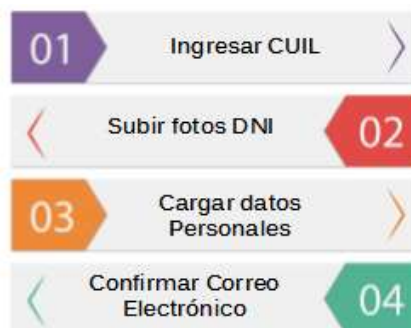 01 Ingresar CUIL
Subir fotos DNI 02
03 Cargar datos
Personales
Confirmar Correo
Electrónico 04